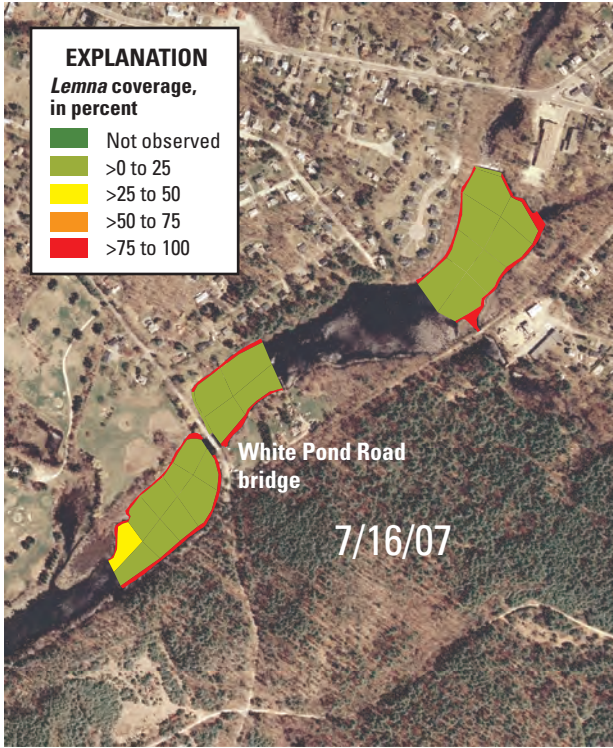 EXPLANATION
Lemna coverage,
in percent
Not observed
>0 to 25
>25 to 50
>50 to 75
>75 to 100
White Pond Road
bridge
7/16/07